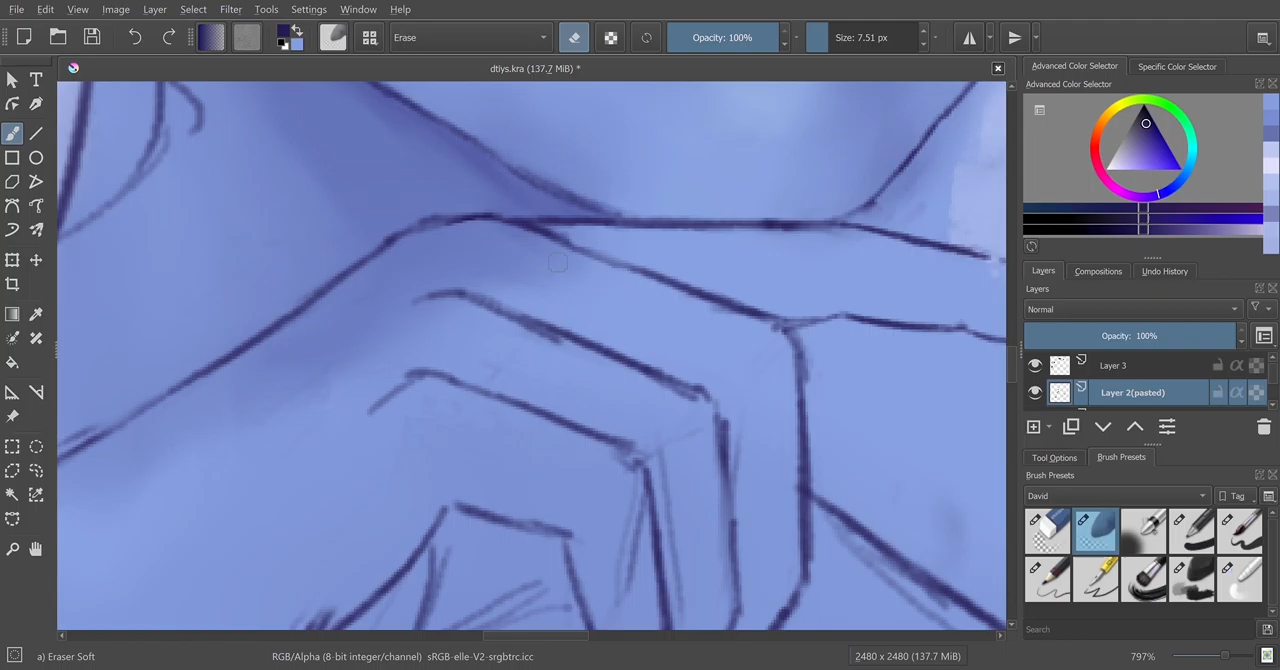 File Edit View Image Layer Select Filter Tools Settings Window Help
Erase Opacity: 100% Size: 7.51 px
dtiys.kra (137.7 MiB) *
Advanced Color Selector Specific Color Selector
Advanced Color Selector
Layers Compositions Undo History
Layers
Normal
Opacity: 100%
Layer 3
Layer 2(pasted)
Tool Options Brush Presets
Brush Presets
David Tag
Search
a) Eraser Soft RGB/Alpha (8-bit integer/channel) sRGB-elle-V2-srgbtrc.icc 2480 x 2480 (137.7 MiB) 797%